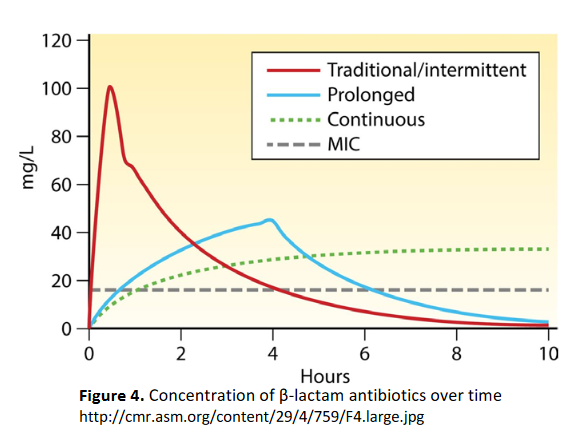 120
100
80
60
40
20
0
mg/L
Traditional/intermittent
Prolonged
Continuous
MIC
0 2 4 6 8 10
Hours
Figure 4. Concentration of β-lactam antibiotics over time
http://cmr.asm.org/content/29/4/759/F4.large.jpg